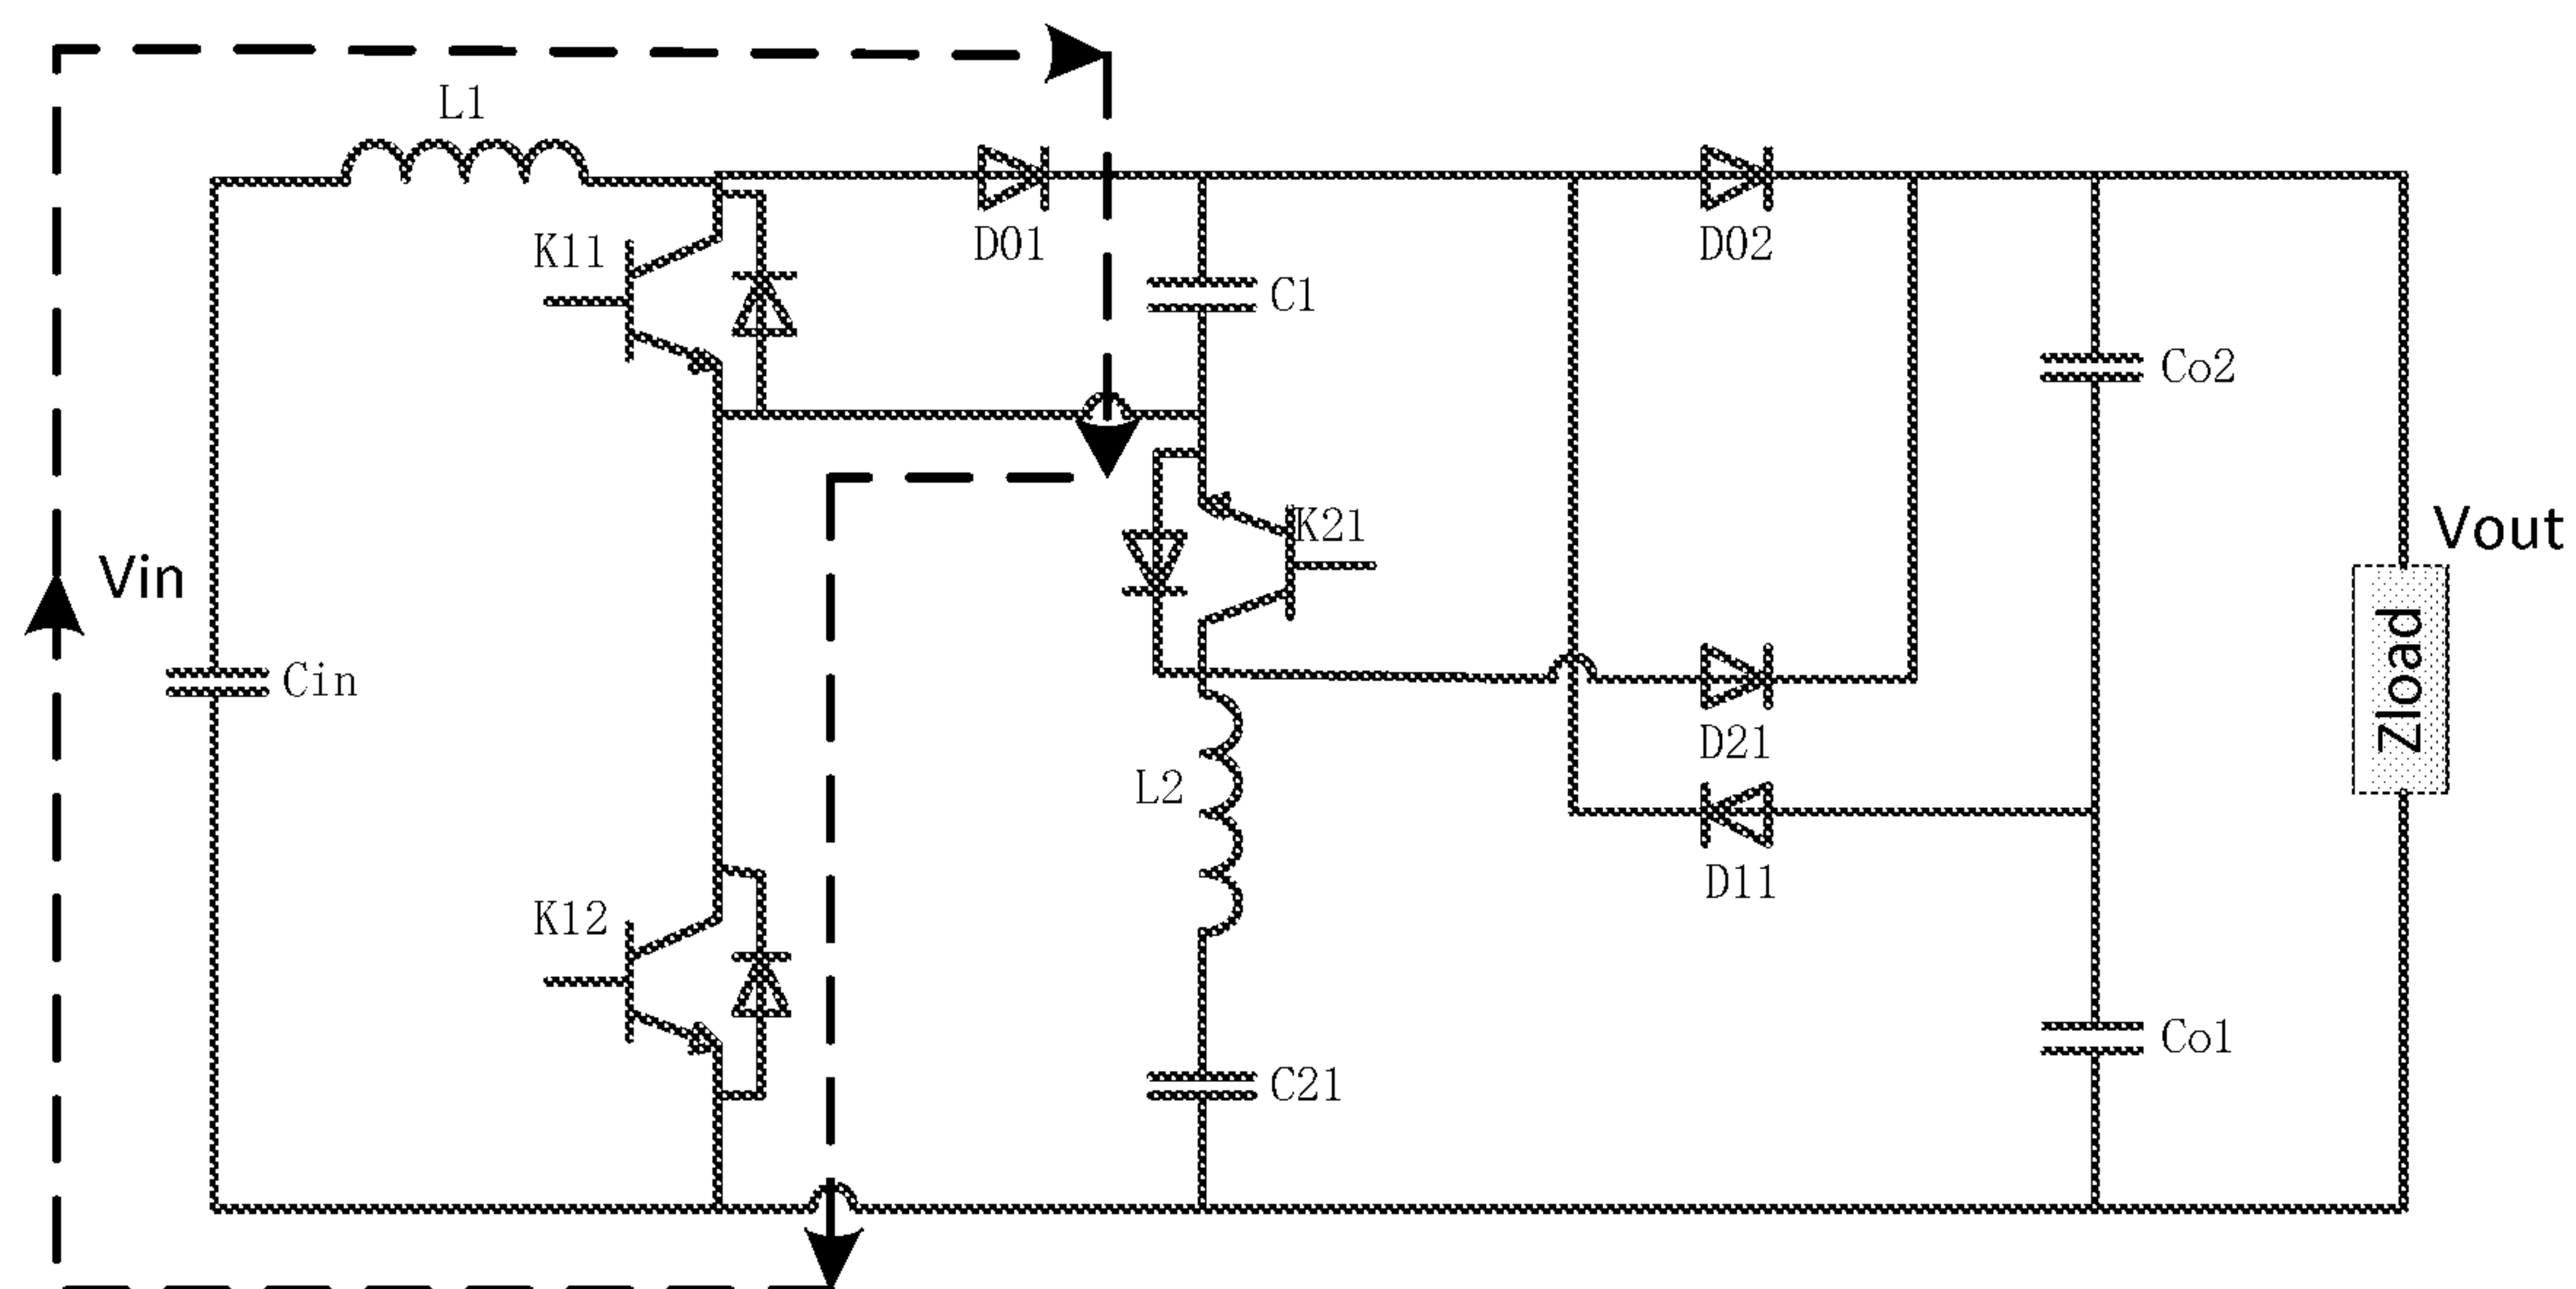 L1
K11
D01
D02
C1
Co2
K21
Vout
Vin
Cin
Zload
D21
L2
D11
K12
Co1
C21